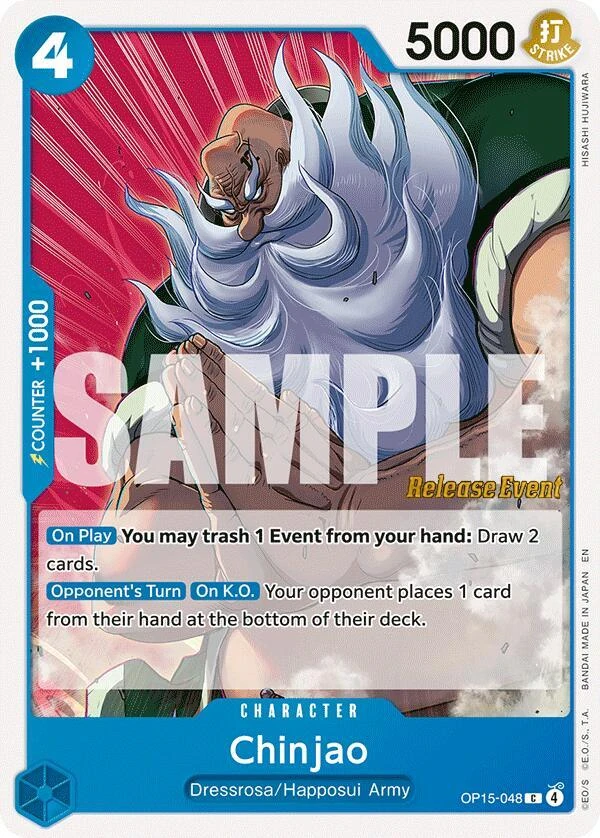 4
5000 打
STRIKE
HISASHI HUJIWARA
COUNTER +1000
SAMPLE
Release Event
On Play You may trash 1 Event from your hand: Draw 2
cards.
Opponent's Turn On K.O. Your opponent places 1 card
from their hand at the bottom of their deck.
CHARACTER
Chinjao
Dressrosa/Happosui Army
OP15-048 C 4
©EO/S ©E.O./S., T.A. BANDAI MADE IN JAPAN EN